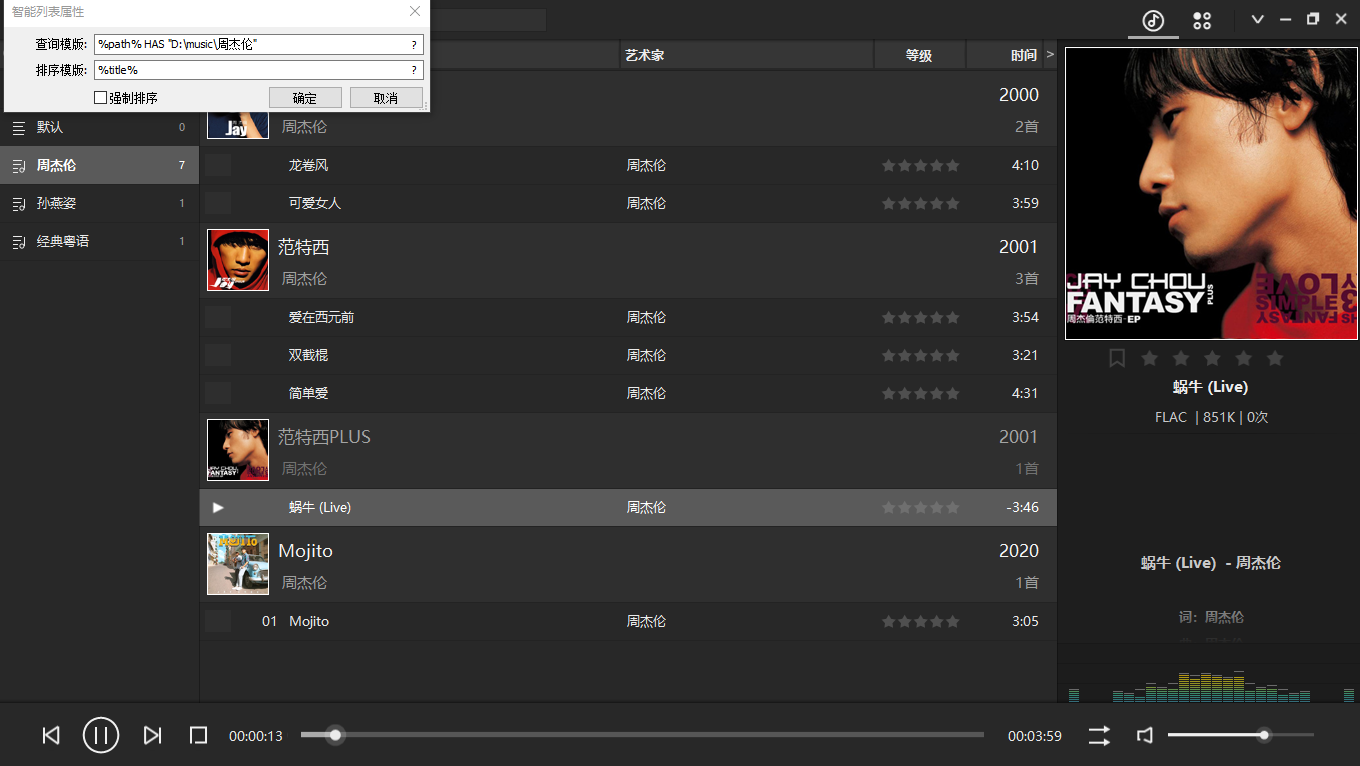 智能列表属性
查询模版: %path% HAS "D:\music\周杰伦" ?
排序模版: %title% ?
强制排序 确定 取消
艺术家 等级 时间 >
默认 0
周杰伦 7
孙燕姿 1
经典粤语 1
Jay 2000
周杰伦 2首
龙卷风 周杰伦 4:10
可爱女人 周杰伦 3:59
范特西 2001
Jay 周杰伦 3首
爱在西元前 周杰伦 3:54
双截棍 周杰伦 3:21
简单爱 周杰伦 4:31
范特西PLUS 2001
周杰伦 1首
JAY CHOU
FANTASY
蜗牛 (Live) 周杰伦 -3:46
Mojito 2020
周杰伦 1首
01 Mojito 周杰伦 3:05
JAY CHOU
FANTASY PLUS
周杰倫范特西-EP
LOVE
SIMPLE
FANTASY
蜗牛 (Live)
FLAC | 851K | 0次
蜗牛 (Live) - 周杰伦
词: 周杰伦
00:00:13 00:03:59